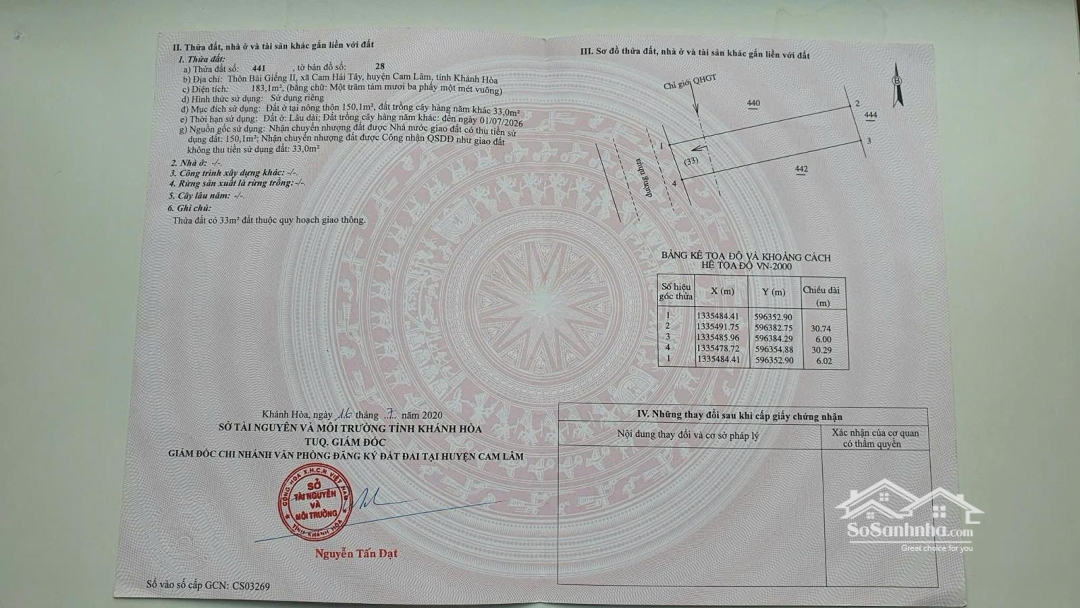 II. Thửa đất, nhà ở và tài sản khác gắn liền với đất
1. Thửa đất:
a) Thửa đất số: 441 , tờ bản đồ số: 28
b) Địa chỉ: Thôn Bãi Giếng II, xã Cam Hải Tây, huyện Cam Lâm, tỉnh Khánh Hòa
c) Diện tích: 183,1m², (bằng chữ: Một trăm tám mươi ba phẩy một mét vuông)
d) Hình thức sử dụng: Sử dụng riêng
đ) Mục đích sử dụng: Đất ở tại nông thôn 150,1m², đất trồng cây hàng năm khác 33,0m²
e) Thời hạn sử dụng: Đất ở: Lâu dài; Đất trồng cây hàng năm khác: đến ngày 01/07/2026
g) Nguồn gốc sử dụng: Nhận chuyển nhượng đất được Nhà nước giao đất có thu tiền sử
dụng đất: 150,1m²; Nhận chuyển nhượng đất được Công nhận QSDĐ như giao đất
không thu tiền sử dụng đất: 33,0m²
2. Nhà ở: -/-
3. Công trình xây dựng khác: -/-.
4. Rừng sản xuất là rừng trồng: -/-.
5. Cây lâu năm: -/-
6. Ghi chú:
Thửa đất có 33m² đất thuộc quy hoạch giao thông.
Khánh Hòa, ngày 16 tháng 7 năm 2020
SỞ TÀI NGUYÊN VÀ MÔI TRƯỜNG TỈNH KHÁNH HÒA
TUQ. GIÁM ĐỐC
GIÁM ĐỐC CHI NHÁNH VĂN PHÒNG ĐĂNG KÝ ĐẤT ĐAI TẠI HUYỆN CAM LÂM
CỘNG HÒA X.H.C.N VIỆT NAM
SỞ
TÀI NGUYÊN
VÀ
MÔI TRƯỜNG
TỈNH KHÁNH HÒA
Nguyễn Tấn Đạt
Số vào sổ cấp GCN: CS03269
III. Sơ đồ thửa đất, nhà ở và tài sản khác gắn liền với đất
B
Chỉ giới QHGT
440
2
444
1
3
(33)
442
4
đường nhựa
BẢNG KÊ TỌA ĐỘ VÀ KHOẢNG CÁCH
HỆ TỌA ĐỘ VN-2000
Số hiệu góc thửa X (m) Y (m) Chiều dài (m)
1 1335484.41 596352.90
2 1335491.75 596382.75 30.74
3 1335485.96 596384.29 6.00
4 1335478.72 596354.88 30.29
1 1335484.41 596352.90 6.02
IV. Những thay đổi sau khi cấp giấy chứng nhận
Nội dung thay đổi và cơ sở pháp lý
Xác nhận của cơ quan
có thẩm quyền
SoSanhnha.com
Great choice for you